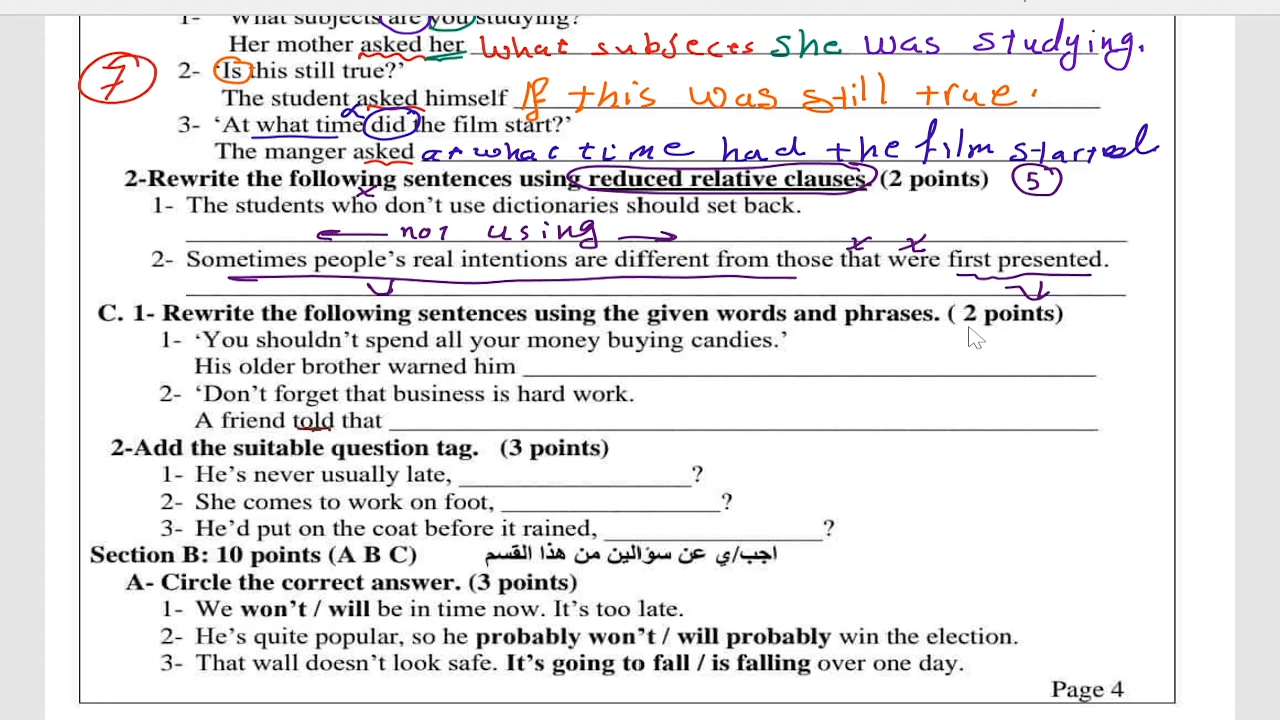 1- 'What subjects are you studying?'
Her mother asked her what subjects she was studying.
7
2- 'Is this still true?'
The student asked himself If this was still true.
3- 'At what time did the film start?'
The manger asked at what time had the film started
2-Rewrite the following sentences using reduced relative clauses. (2 points) 5
1- The students who don't use dictionaries should set back.
not using
2- Sometimes people's real intentions are different from those that were first presented.
C. 1- Rewrite the following sentences using the given words and phrases. ( 2 points)
1- 'You shouldn't spend all your money buying candies.'
His older brother warned him
2- 'Don't forget that business is hard work.
A friend told that
2-Add the suitable question tag. (3 points)
1- He's never usually late, ?
2- She comes to work on foot, ?
3- He'd put on the coat before it rained, ?
Section B: 10 points (A B C) اجب/ي عن سؤالين من هذا القسم
A- Circle the correct answer. (3 points)
1- We won't / will be in time now. It's too late.
2- He's quite popular, so he probably won't / will probably win the election.
3- That wall doesn't look safe. It's going to fall / is falling over one day.
Page 4